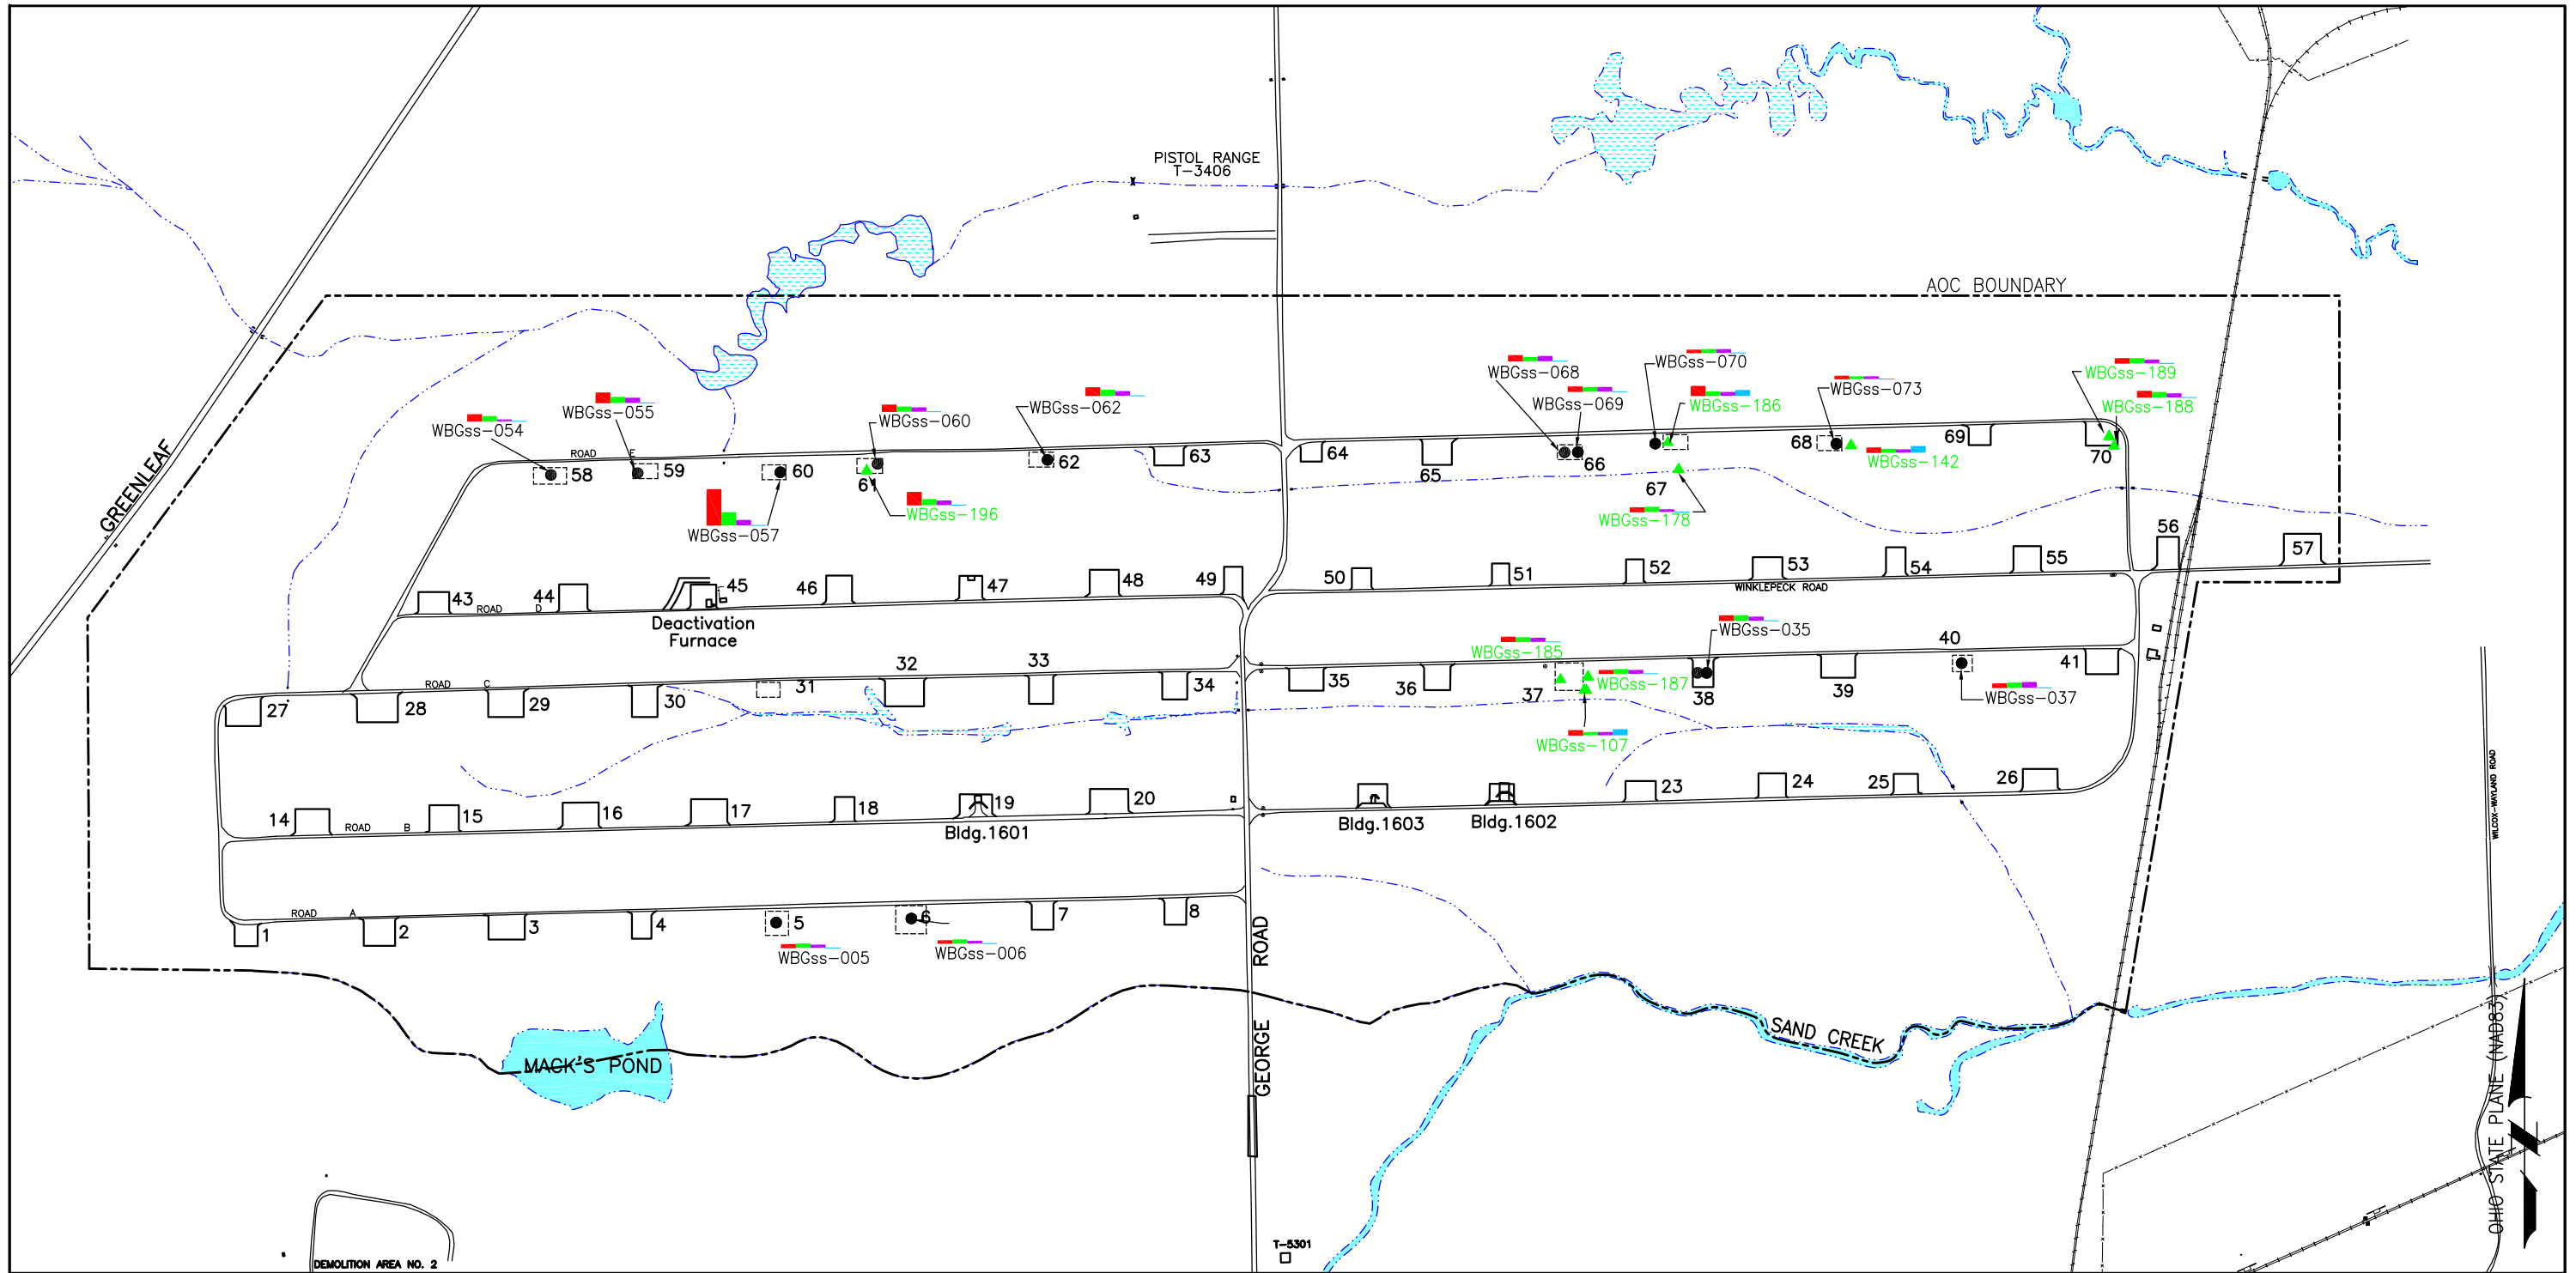 PISTOL RANGE
T-3406
AOC BOUNDARY
GREENLEAF
WBGss-054
WBGss-055
WBGss-060
WBGss-062
WBGss-068
WBGss-069
WBGss-070
WBGss-186
WBGss-073
WBGss-142
WBGss-189
WBGss-188
ROAD E
58
59
60
61
62
63
64
65
66
67
68
69
70
WBGss-057
WBGss-196
WBGss-178
43
44
45
46
47
48
49
50
51
52
53
54
55
56
57
ROAD D
WINKLEPECK ROAD
Deactivation
Furnace
WBGss-185
WBGss-187
WBGss-035
WBGss-037
WBGss-107
27
28
29
30
31
32
33
34
35
36
37
38
39
40
41
ROAD C
14
15
16
17
18
19
20
23
24
25
26
ROAD B
Bldg.1601
Bldg.1603
Bldg.1602
WILCOX-WAYLAND ROAD
ROAD A
1
2
3
4
5
6
7
8
WBGss-005
WBGss-006
GEORGE ROAD
MACK'S POND
SAND CREEK
OHIO STATE PLANE (NAD83)
T-5301
DEMOLITION AREA NO. 2